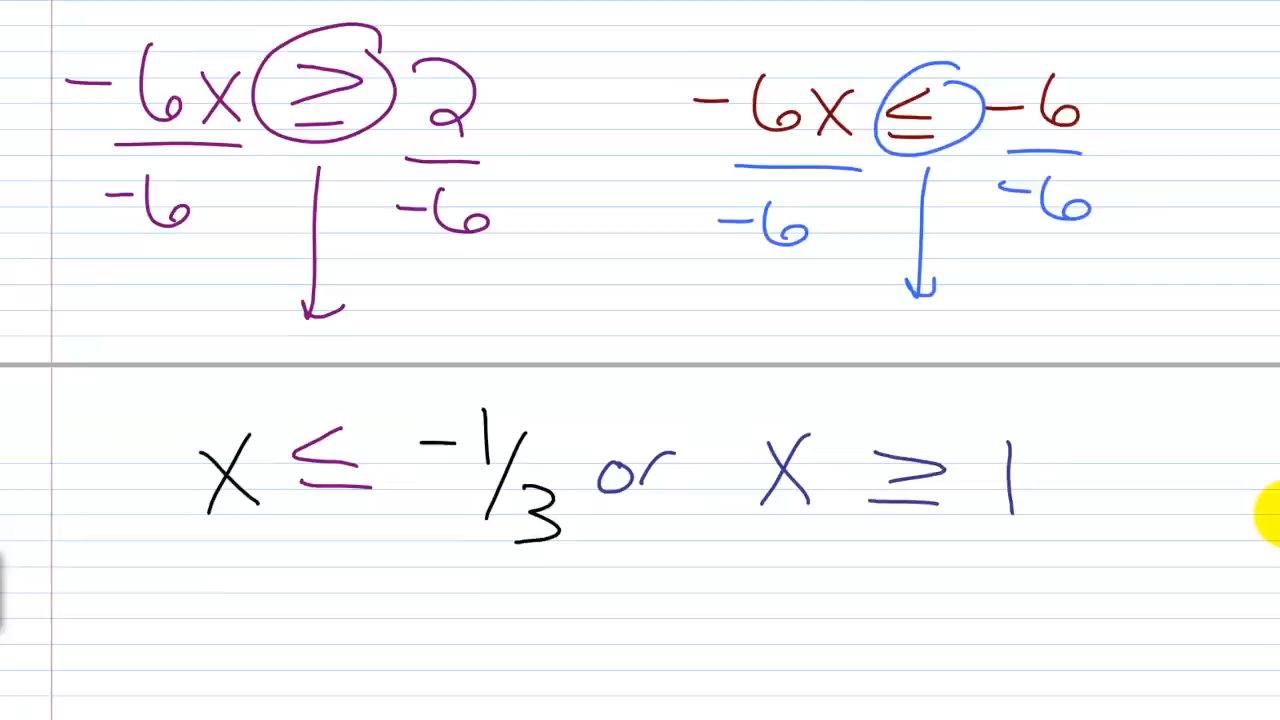 -6x ≥ 2 -6x ≤ -6
-6 -6 -6 -6
x ≤ -1/3 or x ≥ 1